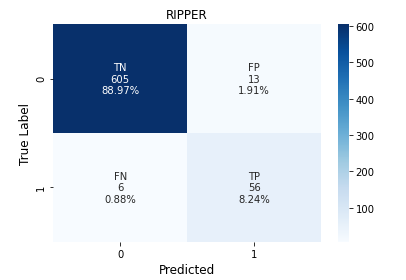 RIPPER
TN
605
88.97%
FP
13
1.91%
FN
6
0.88%
TP
56
8.24%
0
1
True Label
0
1
Predicted
600
500
400
300
200
100